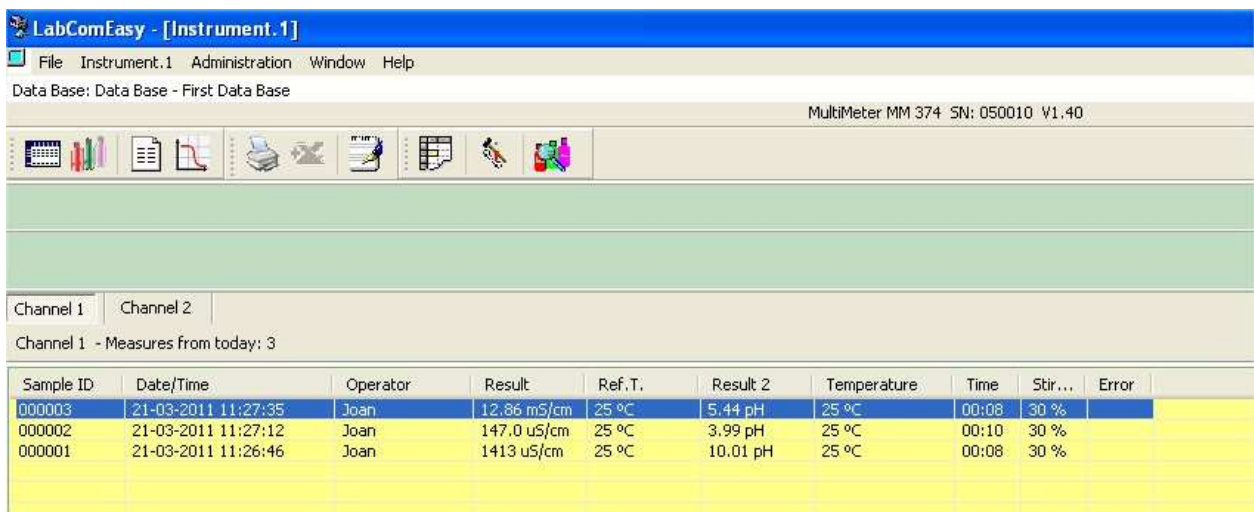 LabComEasy - [Instrument.1]
File Instrument.1 Administration Window Help
Data Base: Data Base - First Data Base
MultiMeter MM 374 SN: 050010 V1.40
Channel 1 Channel 2
Channel 1 - Measures from today: 3
Sample ID Date/Time Operator Result Ref.T. Result 2 Temperature Time Stir... Error
000003 21-03-2011 11:27:35 Joan 12.86 mS/cm 25 ºC 5.44 pH 25 ºC 00:08 30 %
000002 21-03-2011 11:27:12 Joan 147.0 uS/cm 25 ºC 3.99 pH 25 ºC 00:10 30 %
000001 21-03-2011 11:26:46 Joan 1413 uS/cm 25 ºC 10.01 pH 25 ºC 00:08 30 %